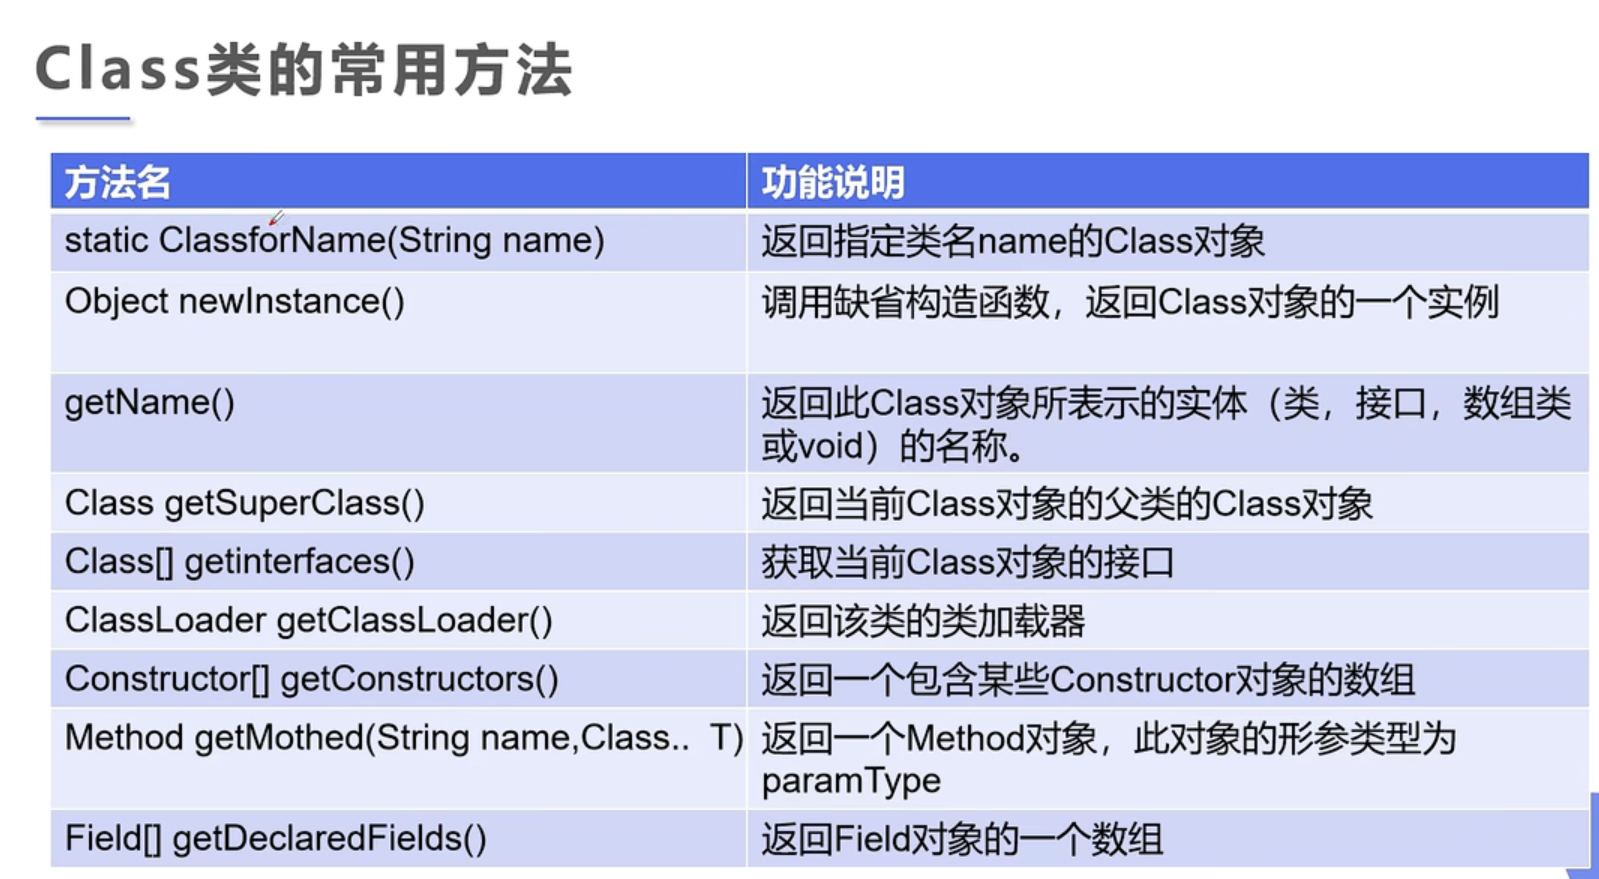 Class类的常用方法
方法名
功能说明
static ClassforName(String name)
返回指定类名name的Class对象
Object newInstance()
调用缺省构造函数，返回Class对象的一个实例
getName()
返回此Class对象所表示的实体（类，接口，数组类
或void）的名称。
Class getSuperClass()
返回当前Class对象的父类的Class对象
Class[] getinterfaces()
获取当前Class对象的接口
ClassLoader getClassLoader()
返回该类的类加载器
Constructor[] getConstructors()
返回一个包含某些Constructor对象的数组
Method getMothed(String name,Class..  T)
返回一个Method对象，此对象的形参类型为
paramType
Field[] getDeclaredFields()
返回Field对象的一个数组